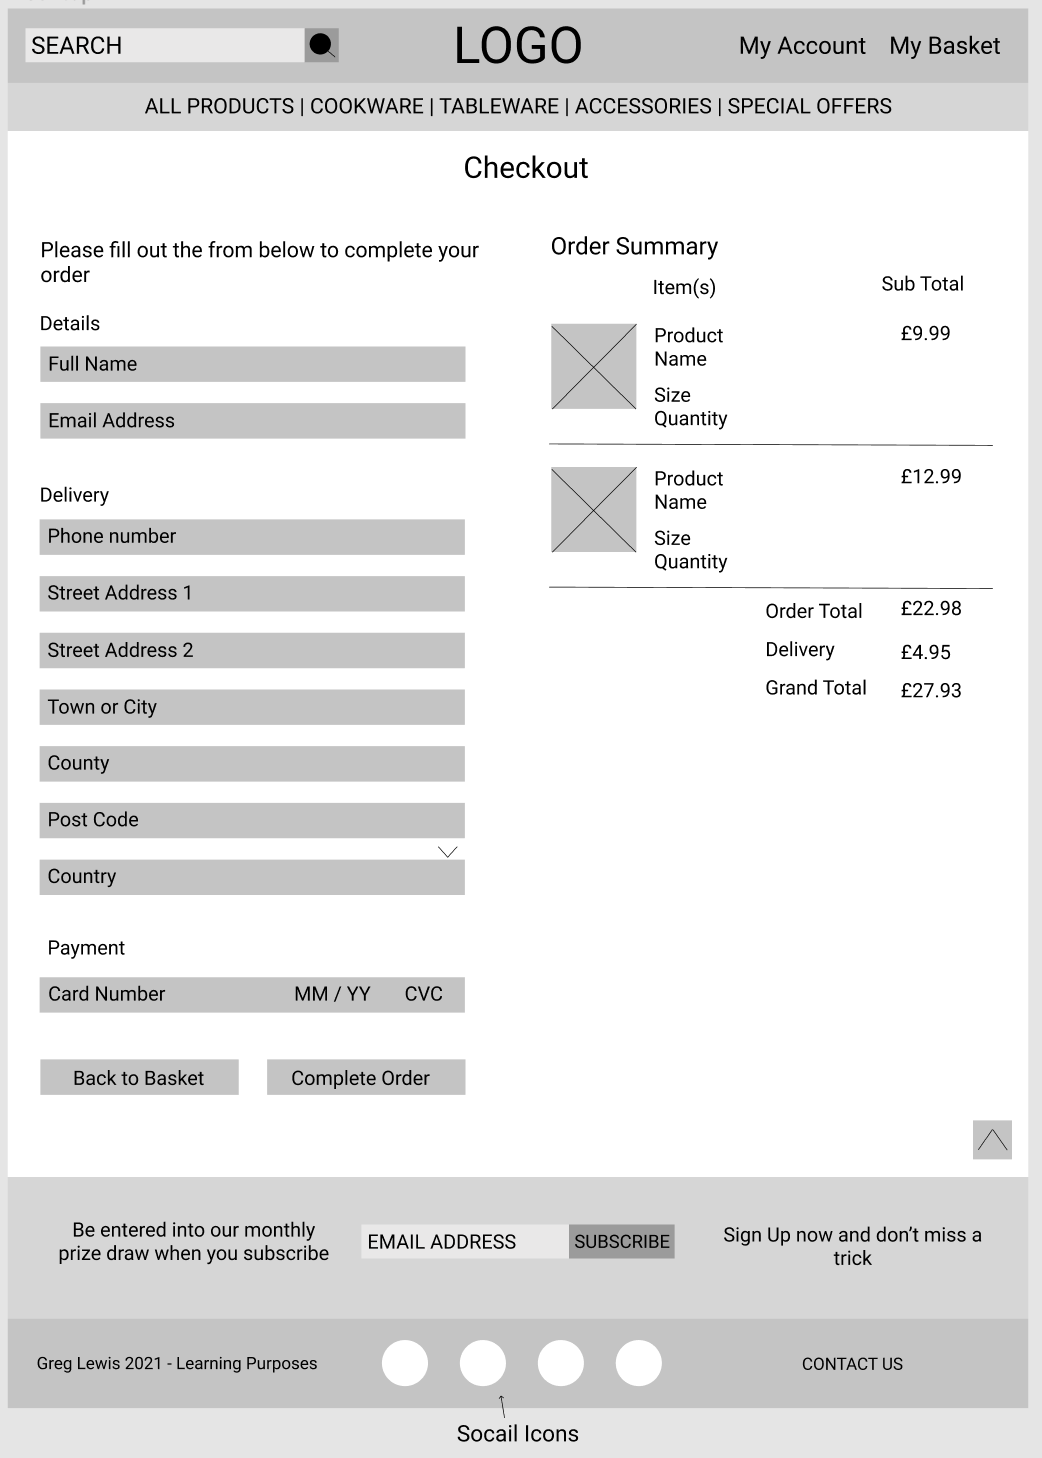 SEARCH
LOGO
My Account
My Basket
ALL PRODUCTS | COOKWARE | TABLEWARE | ACCESSORIES | SPECIAL OFFERS
Checkout
Please fill out the from below to complete your
order
Details
Full Name
Email Address
Delivery
Phone number
Street Address 1
Street Address 2
Town or City
County
Post Code
Country
Payment
Card Number MM / YY CVC
Back to Basket
Complete Order
Order Summary
Item(s)
Sub Total
Product
Name
£9.99
Size
Quantity
Product
Name
£12.99
Size
Quantity
Order Total £22.98
Delivery £4.95
Grand Total £27.93
Be entered into our monthly
prize draw when you subscribe
EMAIL ADDRESS
SUBSCRIBE
Sign Up now and don't miss a
trick
Greg Lewis 2021 - Learning Purposes
CONTACT US
Socail Icons